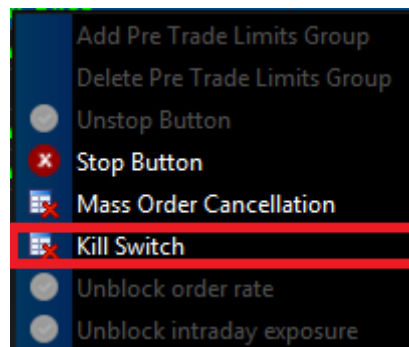 Add Pre Trade Limits Group
Delete Pre Trade Limits Group
Unstop Button
Stop Button
Mass Order Cancellation
Kill Switch
Unblock order rate
Unblock intraday exposure